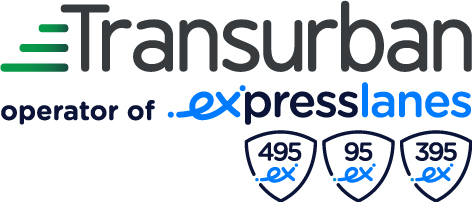 Transurban
operator of expresslanes
495 95 395
ex ex ex